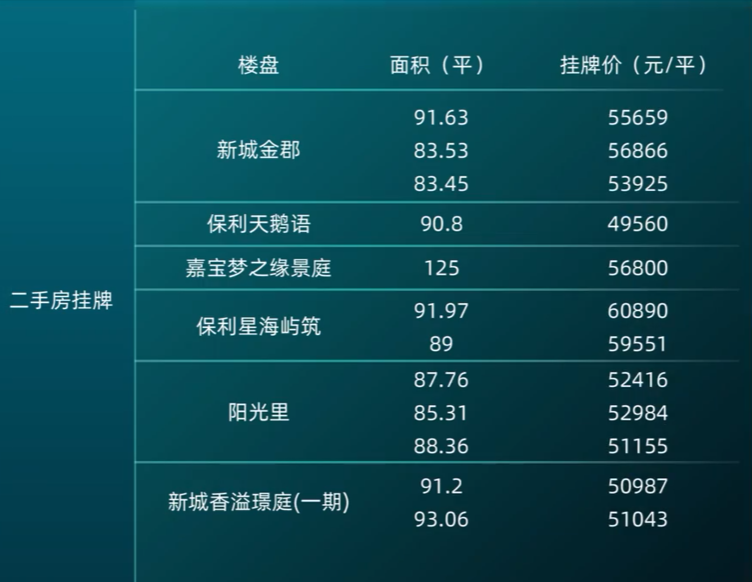 楼盘 面积（平） 挂牌价（元/平）
二手房挂牌
新城金郡
91.63 55659
83.53 56866
83.45 53925
保利天鹅语 90.8 49560
嘉宝梦之缘景庭 125 56800
保利星海屿筑
91.97 60890
89 59551
阳光里
87.76 52416
85.31 52984
88.36 51155
新城香溢璟庭(一期)
91.2 50987
93.06 51043